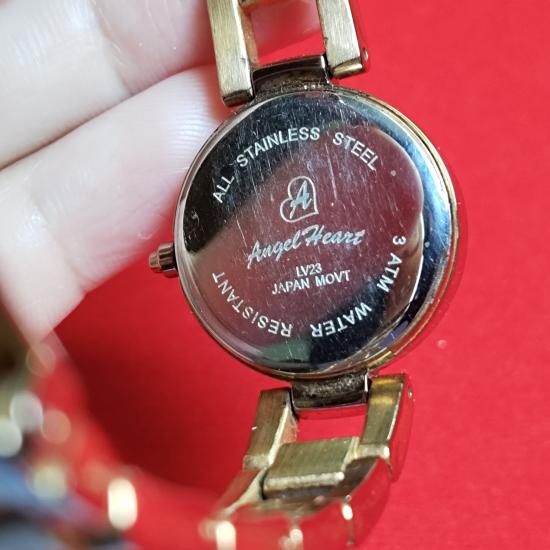 ALL STAINLESS STEEL
A
Angel Heart
LV23
JAPAN MOVT
3 ATM WATER RESISTANT